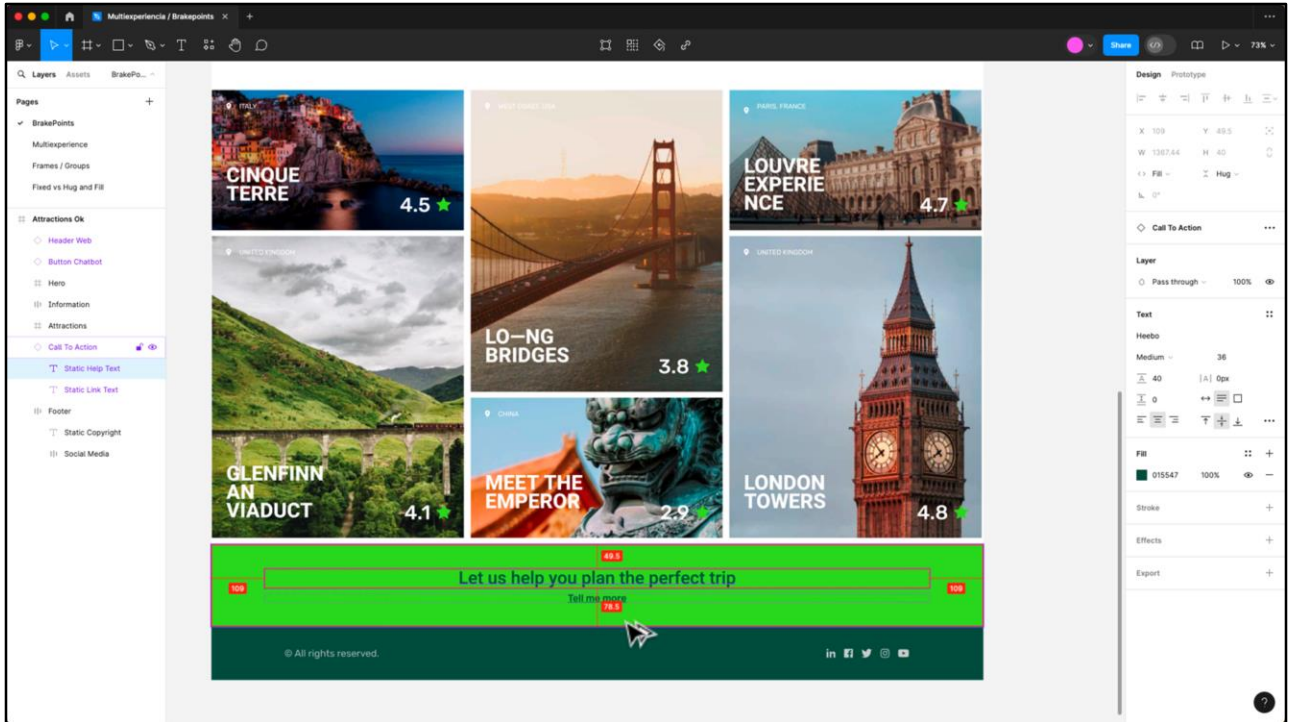 Multiexperiencia / Brakepoints
Share
73%
Layers Assets BrakePo...
Pages
BrakePoints
Multiexperience
Frames / Groups
Fixed vs Hug and Fill
Attractions Ok
Header Web
Button Chatbot
Hero
Information
Attractions
Call To Action
Static Help Text
Static Link Text
Footer
Static Copyright
Social Media
ITALY
CINQUE
TERRE
4.5
WEST COAST, USA
LO—NG
BRIDGES
3.8
PARIS, FRANCE
LOUVRE
EXPERIE
NCE
4.7
UNITED KINGDOM
GLENFINN
AN
VIADUCT
4.1
CHINA
MEET THE
EMPEROR
2.9
UNITED KINGDOM
LONDON
TOWERS
4.8
49.5
Let us help you plan the perfect trip
109
109
Tell me more
78.5
© All rights reserved.
Design Prototype
X 109 Y 49.5
W 1367.44 H 40
Fill Hug
0°
Call To Action
Layer
Pass through 100%
Text
Heebo
Medium 36
40 0px
0
Fill
015547 100%
Stroke
Effects
Export
?